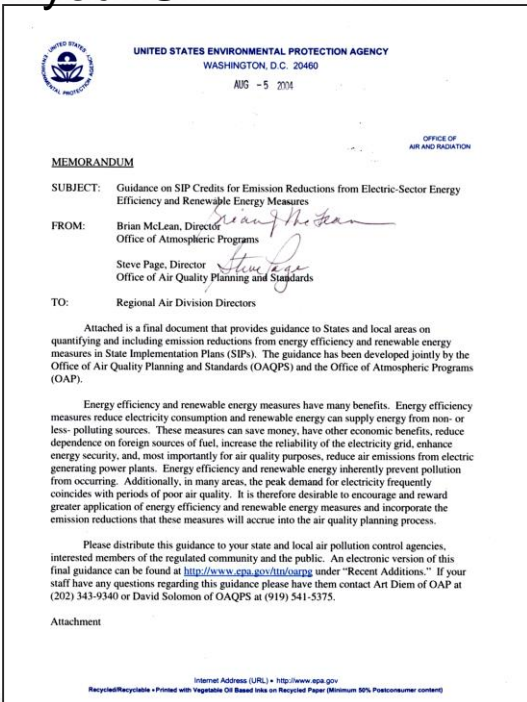 UNITED STATES ENVIRONMENTAL PROTECTION AGENCY
WASHINGTON, D.C. 20460
AUG -5 2004
OFFICE OF
AIR AND RADIATION
MEMORANDUM
SUBJECT: Guidance on SIP Credits for Emission Reductions from Electric-Sector Energy
Efficiency and Renewable Energy Measures
FROM: Brian McLean, Director
Office of Atmospheric Programs
Steve Page, Director
Office of Air Quality Planning and Standards
TO: Regional Air Division Directors
Attached is a final document that provides guidance to States and local areas on
quantifying and including emission reductions from energy efficiency and renewable energy
measures in State Implementation Plans (SIPs). The guidance has been developed jointly by the
Office of Air Quality Planning and Standards (OAQPS) and the Office of Atmospheric Programs
(OAP).
Energy efficiency and renewable energy measures have many benefits. Energy efficiency
measures reduce electricity consumption and renewable energy can supply energy from non- or
less- polluting sources. These measures can save money, have other economic benefits, reduce
dependence on foreign sources of fuel, increase the reliability of the electricity grid, enhance
energy security, and, most importantly for air quality purposes, reduce air emissions from electric
generating power plants. Energy efficiency and renewable energy inherently prevent pollution
from occurring. Additionally, in many areas, the peak demand for electricity frequently
coincides with periods of poor air quality. It is therefore desirable to encourage and reward
greater application of energy efficiency and renewable energy measures and incorporate the
emission reductions that these measures will accrue into the air quality planning process.
Please distribute this guidance to your state and local air pollution control agencies,
interested members of the regulated community and the public. An electronic version of this
final guidance can be found at http://www.epa.gov/ttn/oarpg under “Recent Additions.” If your
staff have any questions regarding this guidance please have them contact Art Diem of OAP at
(202) 343-9340 or David Solomon of OAQPS at (919) 541-5375.
Attachment
Internet Address (URL) • http://www.epa.gov
Recycled/Recyclable • Printed with Vegetable Oil Based Inks on Recycled Paper (Minimum 50% Postconsumer content)